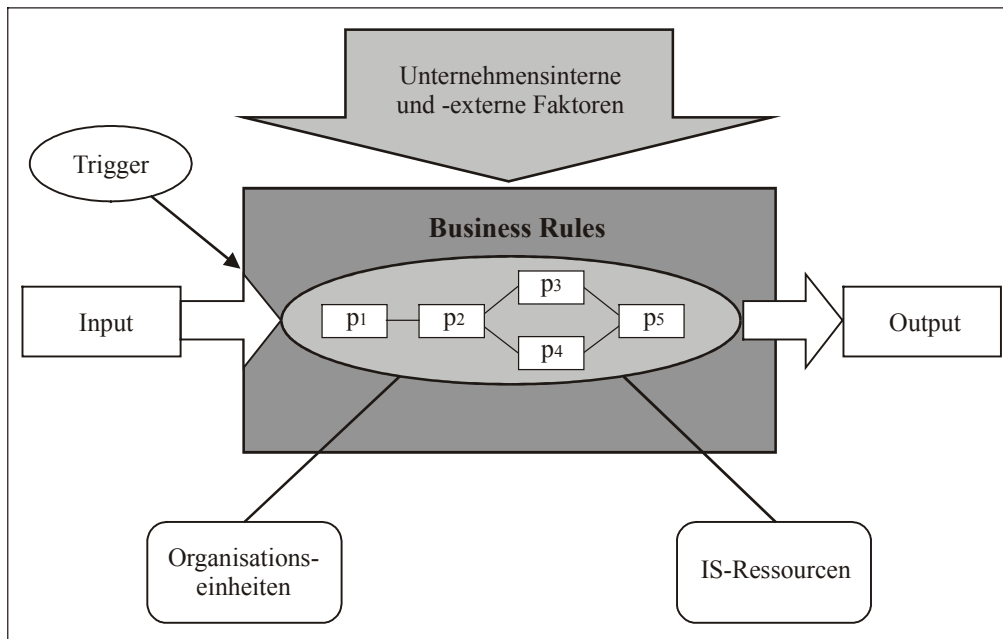 Unternehmensinterne
und -externe Faktoren
Trigger
Business Rules
Input
p1
p2
p3
p4
p5
Output
Organisations-
einheiten
IS-Ressourcen